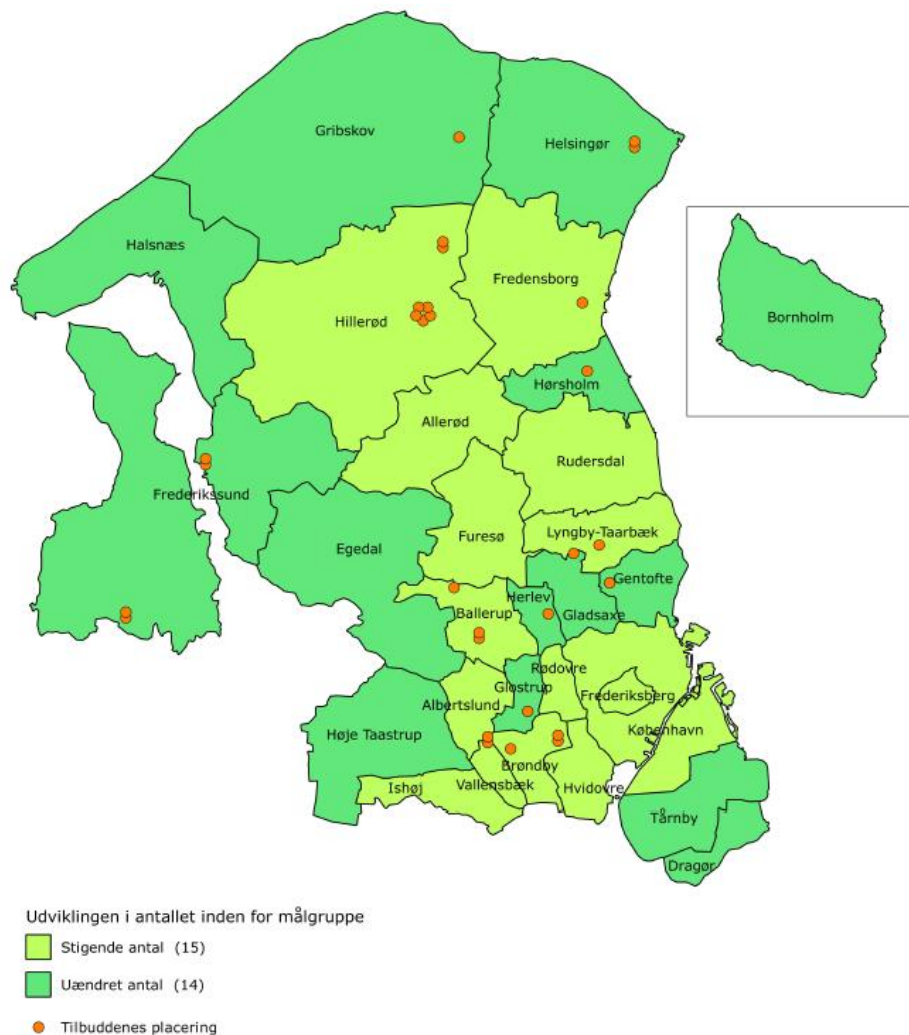 Gribskov
Helsingør
Halsnæs
Fredensborg
Bornholm
Hillerød
Hørsholm
Allerød
Rudersdal
Frederikssund
Furesø
Lyngby-Taarbæk
Egedal
Gentofte
Herlev
Ballerup
Gladsaxe
Rødovre
Glostrup
Frederiksberg
Albertslund
København
Høje Taastrup
Brøndby
Ishøj
Vallensbæk
Hvidovre
Tårnby
Dragør
Udviklingen i antallet inden for målgruppe
Stigende antal (15)
Uændret antal (14)
Tilbuddenes placering